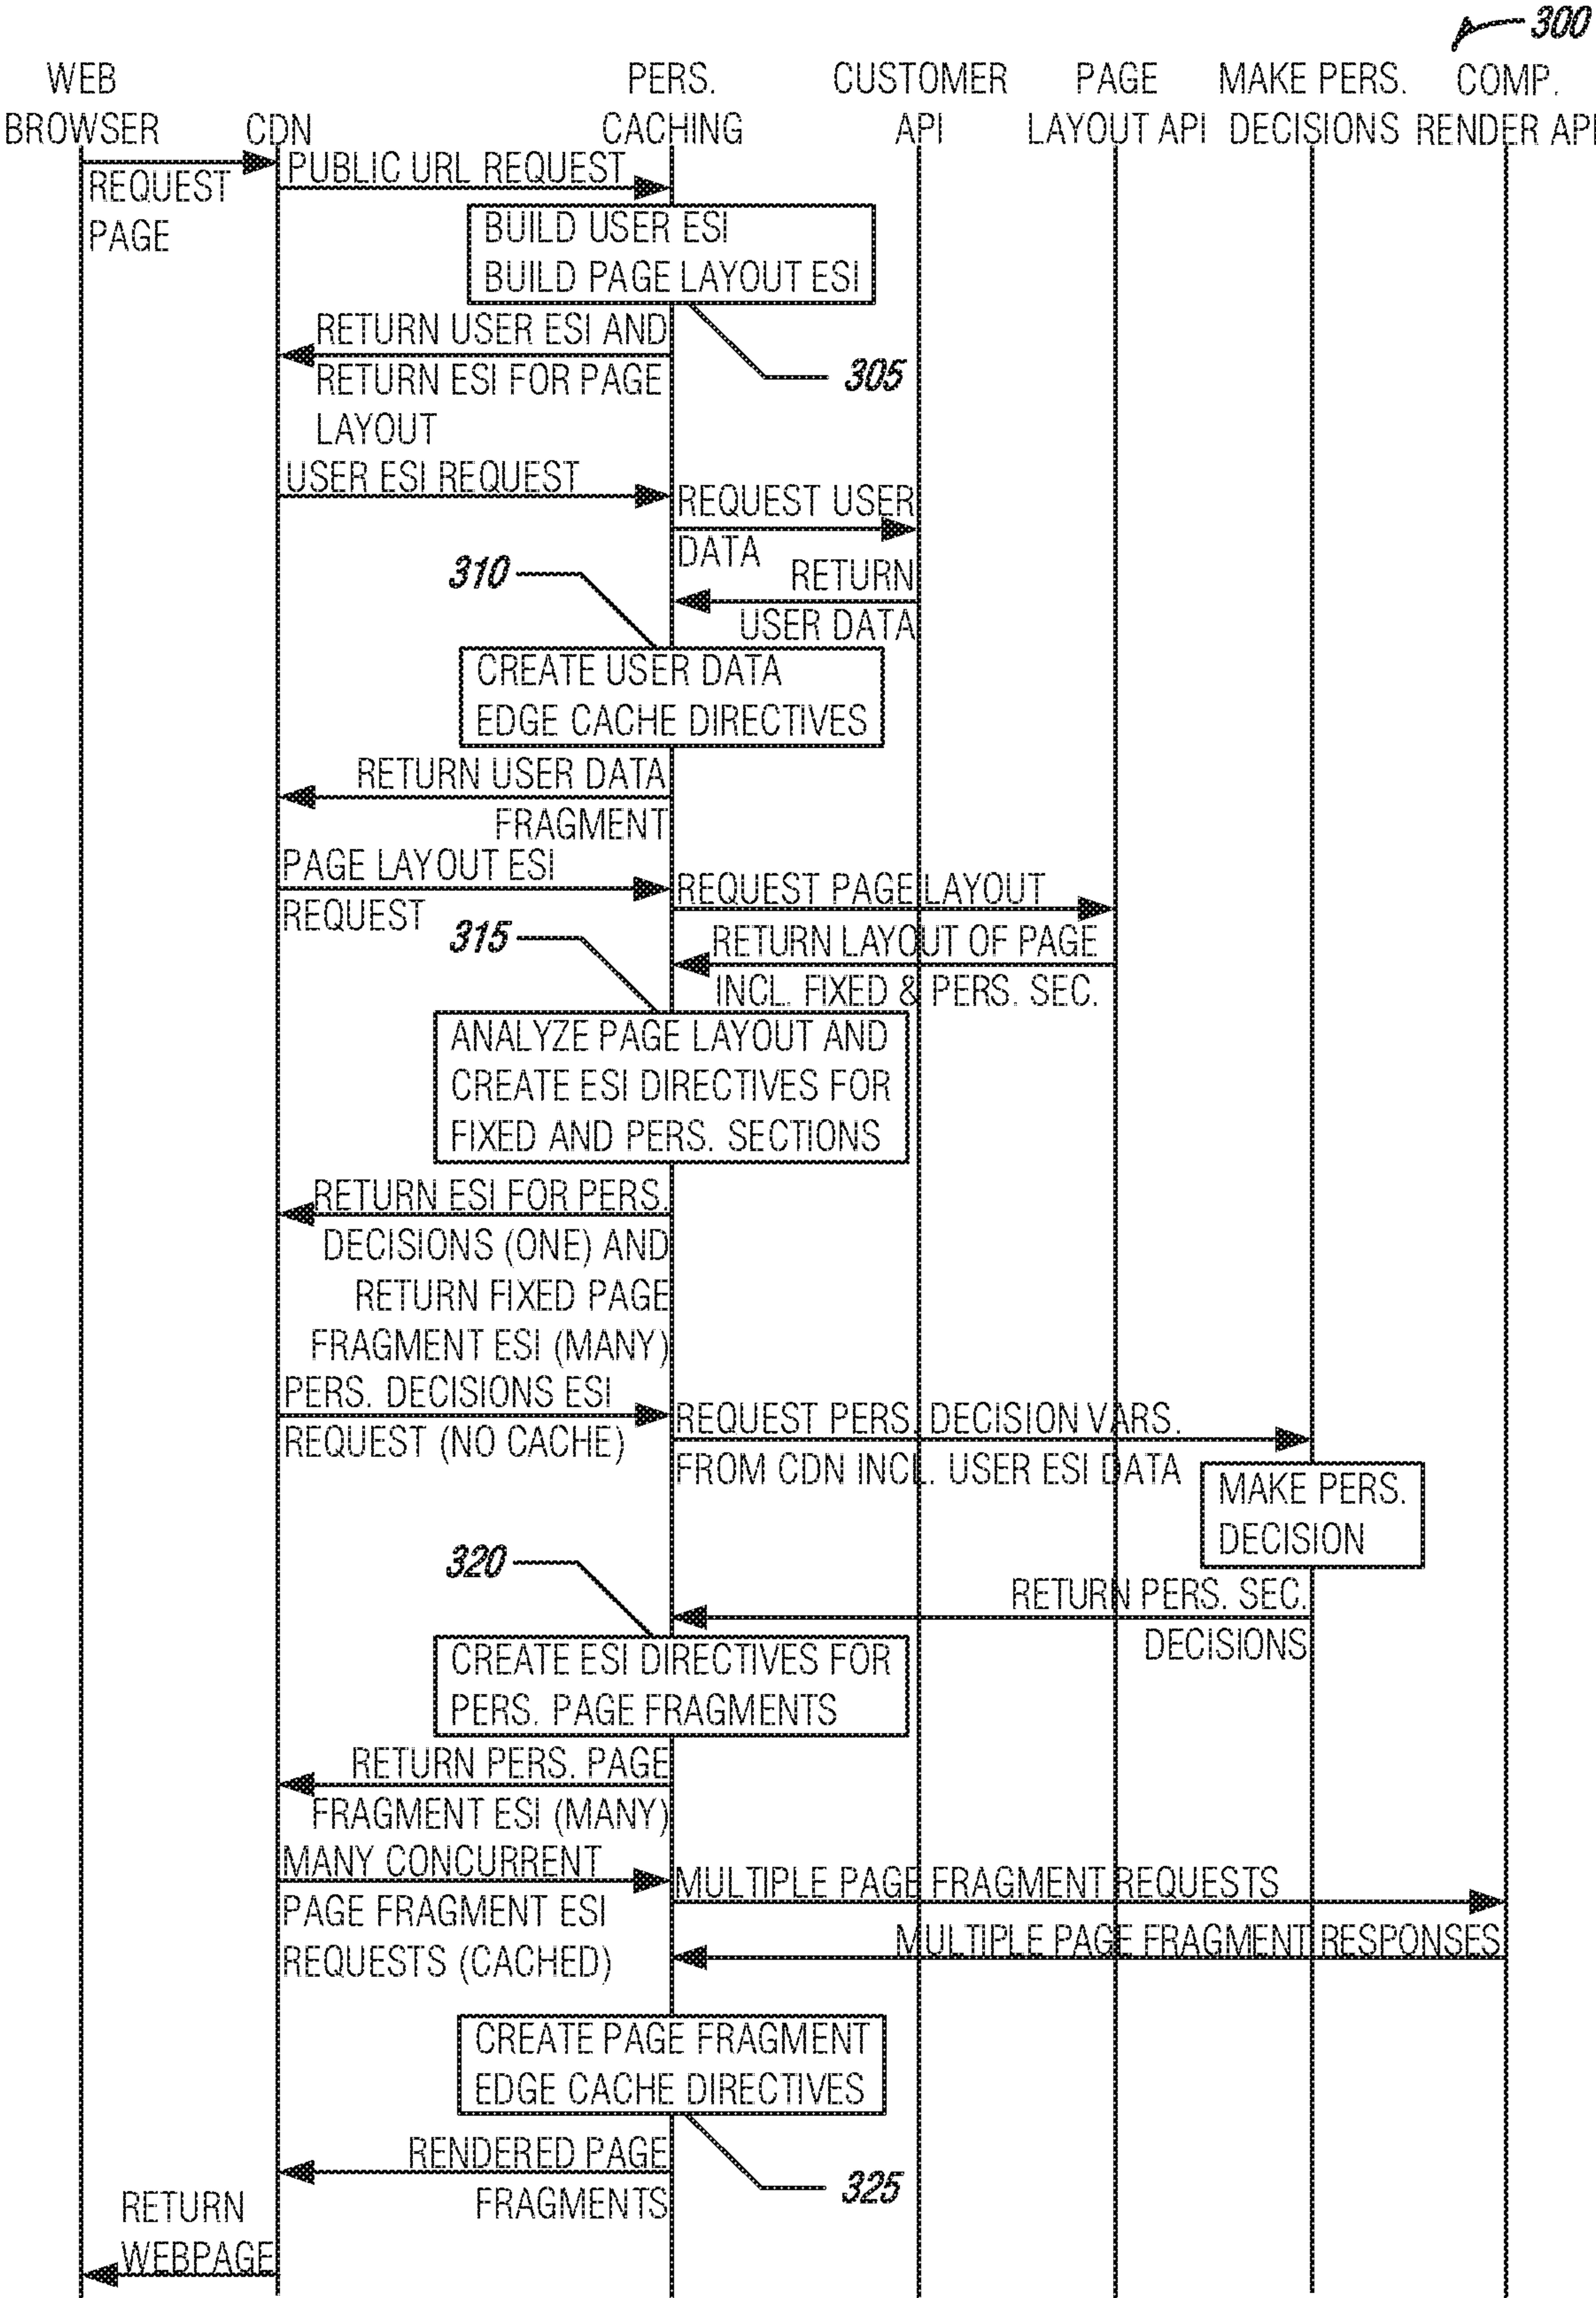 300
WEB
BROWSER
CDN
PERS.
CACHING
CUSTOMER
API
PAGE
LAYOUT API
MAKE PERS.
DECISIONS
COMP.
RENDER API
REQUEST
PAGE
PUBLIC URL REQUEST
BUILD USER ESI
BUILD PAGE LAYOUT ESI
305
RETURN USER ESI AND
RETURN ESI FOR PAGE
LAYOUT
USER ESI REQUEST
REQUEST USER
DATA
RETURN
USER DATA
310
CREATE USER DATA
EDGE CACHE DIRECTIVES
RETURN USER DATA
FRAGMENT
PAGE LAYOUT ESI
REQUEST
REQUEST PAGE LAYOUT
RETURN LAYOUT OF PAGE
INCL. FIXED & PERS. SEC.
315
ANALYZE PAGE LAYOUT AND
CREATE ESI DIRECTIVES FOR
FIXED AND PERS. SECTIONS
RETURN ESI FOR PERS.
DECISIONS (ONE) AND
RETURN FIXED PAGE
FRAGMENT ESI (MANY)
PERS. DECISIONS ESI
REQUEST (NO CACHE)
REQUEST PERS. DECISION VARS.
FROM CDN INCL. USER ESI DATA
MAKE PERS.
DECISION
RETURN PERS. SEC.
DECISIONS
320
CREATE ESI DIRECTIVES FOR
PERS. PAGE FRAGMENTS
RETURN PERS. PAGE
FRAGMENT ESI (MANY)
MANY CONCURRENT
PAGE FRAGMENT ESI
REQUESTS (CACHED)
MULTIPLE PAGE FRAGMENT REQUESTS
MULTIPLE PAGE FRAGMENT RESPONSES
CREATE PAGE FRAGMENT
EDGE CACHE DIRECTIVES
325
RENDERED PAGE
FRAGMENTS
RETURN
WEBPAGE